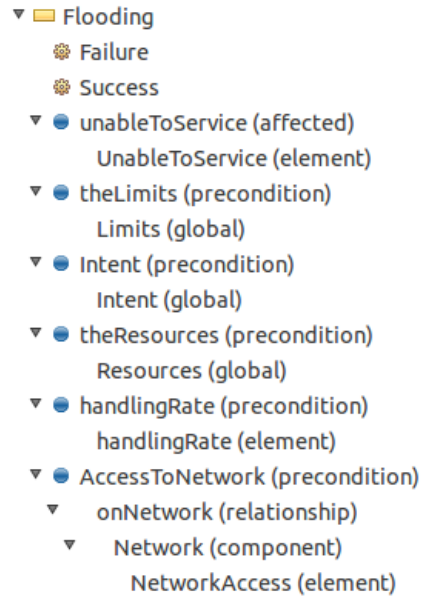 Flooding
Failure
Success
unableToService (affected)
UnableToService (element)
theLimits (precondition)
Limits (global)
Intent (precondition)
Intent (global)
theResources (precondition)
Resources (global)
handlingRate (precondition)
handlingRate (element)
AccessToNetwork (precondition)
onNetwork (relationship)
Network (component)
NetworkAccess (element)